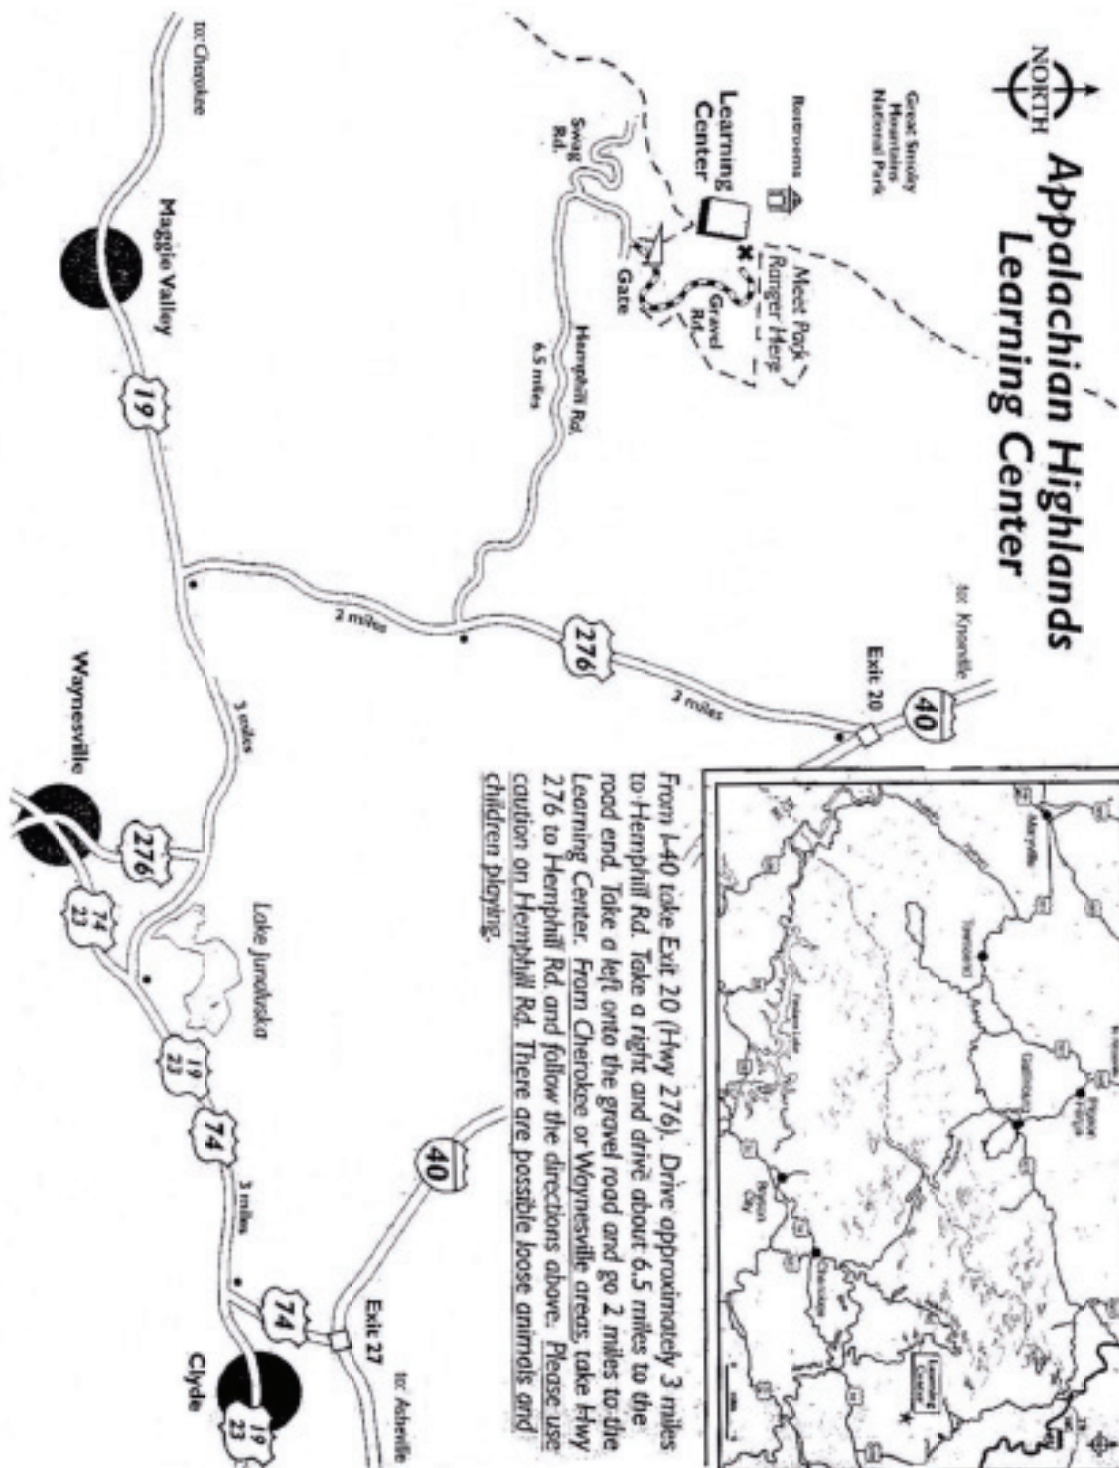 Appalachian Highlands
Learning Center
NORTH
Great Smoky
Mountains
National Park
Restrooms
Learning
Center
Meet Park
Ranger Here
Gravel
Rd.
Gate
Swag
Rd.
Hemphill Rd.
6.5 miles
to: Knoxville
40
Exit 20
2 miles
276
2 miles
to: Cherokee
Maggie Valley
19
3 miles
Waynesville
276
74
23
Lake Junaluska
19
23
74
3 miles
40
74
Exit 27
to: Asheville
Clyde
19
23
From I-40 take Exit 20 (Hwy 276). Drive approximately 3 miles
to Hemphill Rd. Take a right and drive about 6.5 miles to the
road end. Take a left onto the gravel road and go 2 miles to the
Learning Center. From Cherokee or Waynesville areas, take Hwy
276 to Hemphill Rd. and follow the directions above. Please use
caution on Hemphill Rd. There are possible loose animals and
children playing.
Maryville
Townsend
Pigeon
Forge
Gatlinburg
Fontana Lake
Bryson
City
Cherokee
Learning
Center